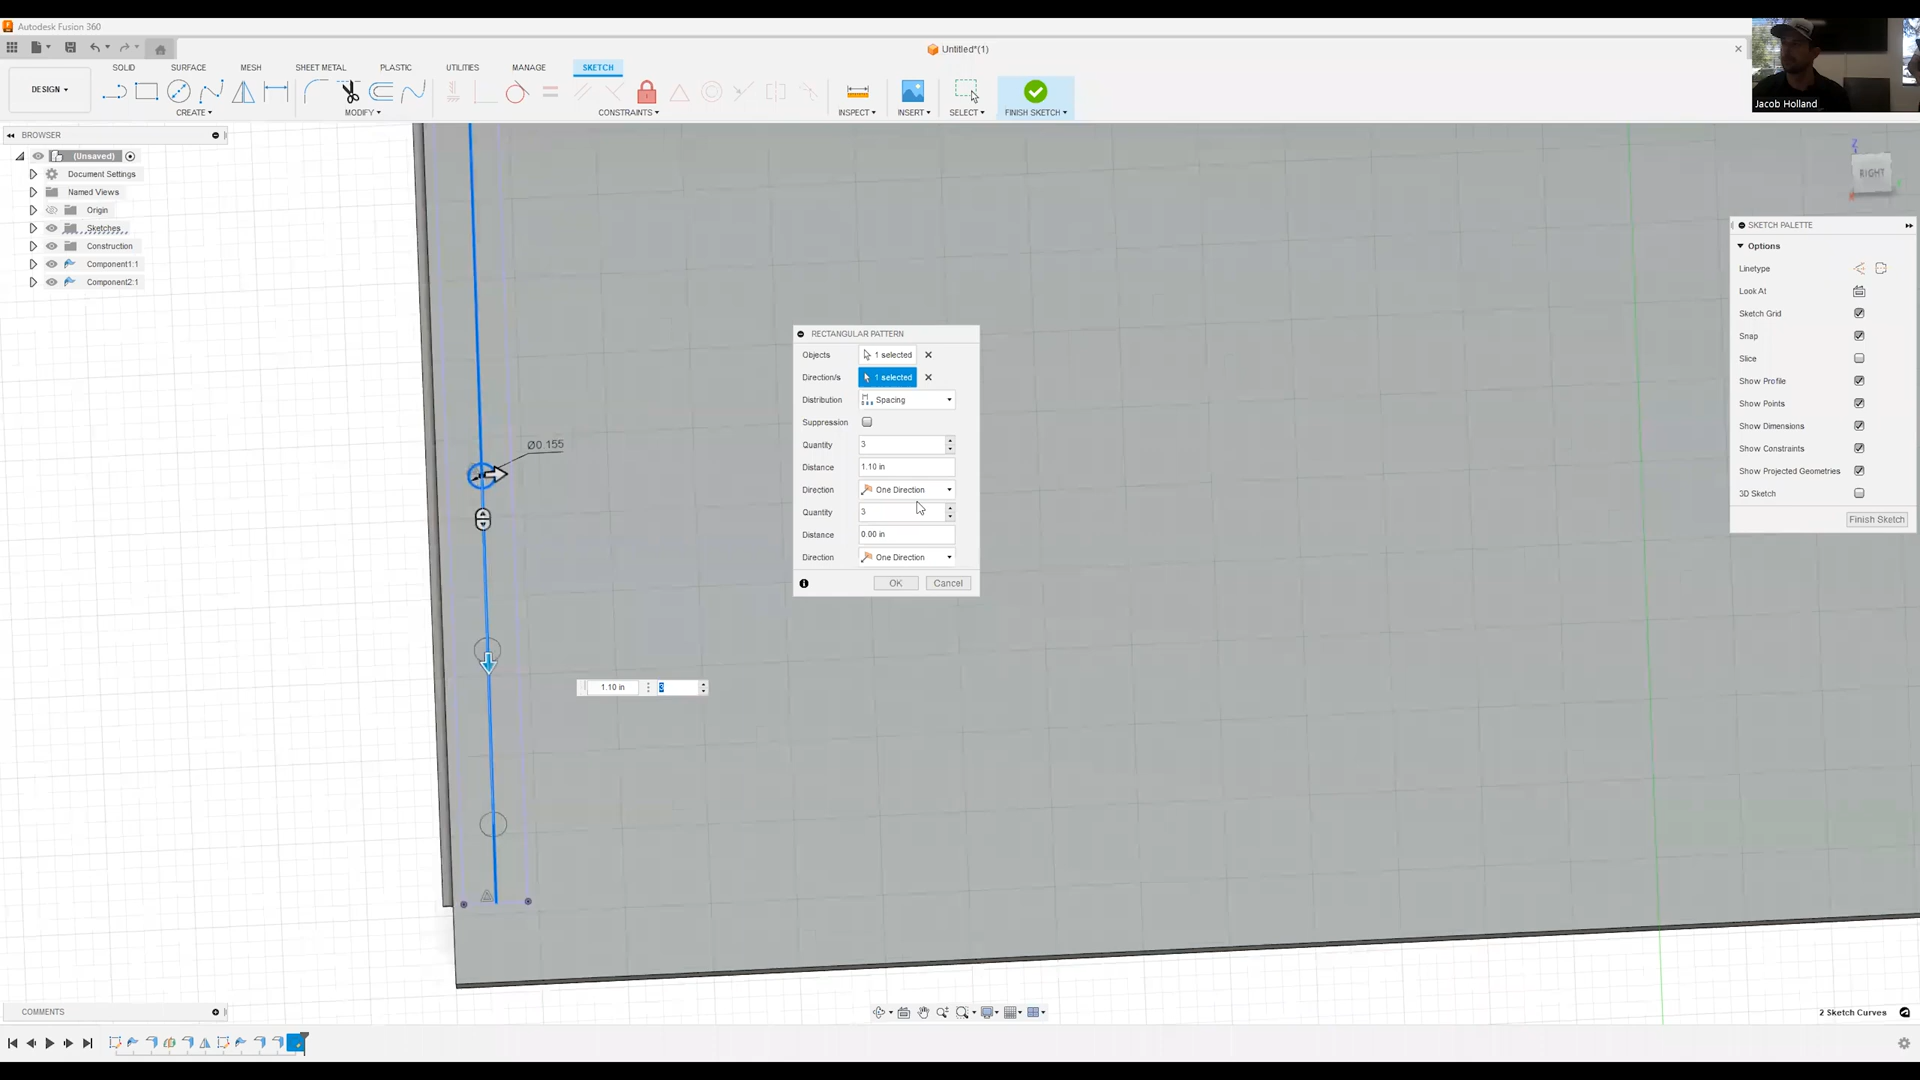 Autodesk Fusion 360
Untitled*(1)
Jacob Holland
DESIGN
SOLID SURFACE MESH SHEET METAL PLASTIC UTILITIES MANAGE SKETCH
CREATE MODIFY CONSTRAINTS INSPECT INSERT SELECT FINISH SKETCH
BROWSER
(Unsaved)
Document Settings
Named Views
Origin
Sketches
Construction
Component1:1
Component2:1
Z
RIGHT
SKETCH PALETTE
Options
Linetype
Look At
Sketch Grid
Snap
Slice
Show Profile
Show Points
Show Dimensions
Show Constraints
Show Projected Geometries
3D Sketch
Finish Sketch
RECTANGULAR PATTERN
Objects 1 selected
Direction/s 1 selected
Distribution Spacing
Suppression
Quantity 3
Distance 1.10 in
Direction One Direction
Quantity 3
Distance 0.00 in
Direction One Direction
OK Cancel
Ø0.155
1.10 in 3
COMMENTS
2 Sketch Curves